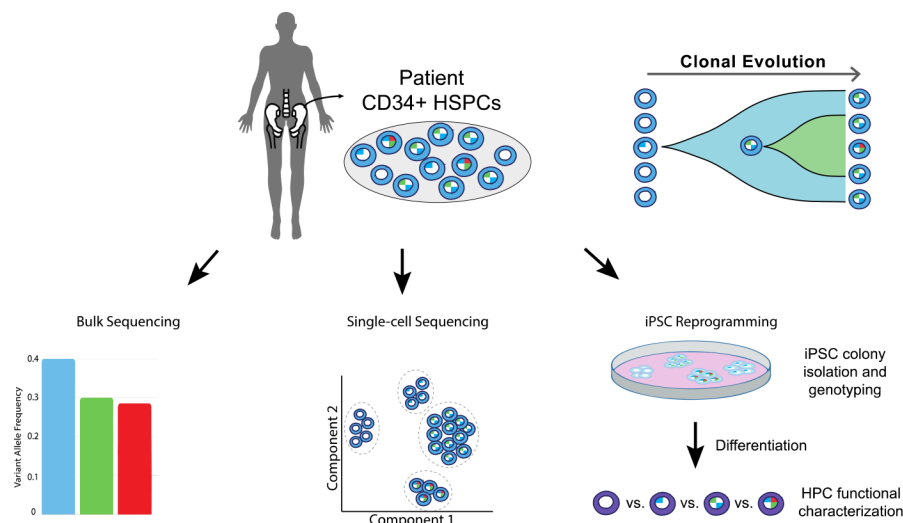 Patient
CD34+ HSPCs
Clonal Evolution
Bulk Sequencing
Variant Allele Frequency
0.4
0.3
0.2
0.1
0
Single-cell Sequencing
Component 2
Component 1
iPSC Reprogramming
iPSC colony
isolation and
genotyping
Differentiation
vs. vs. vs.
HPC functional
characterization